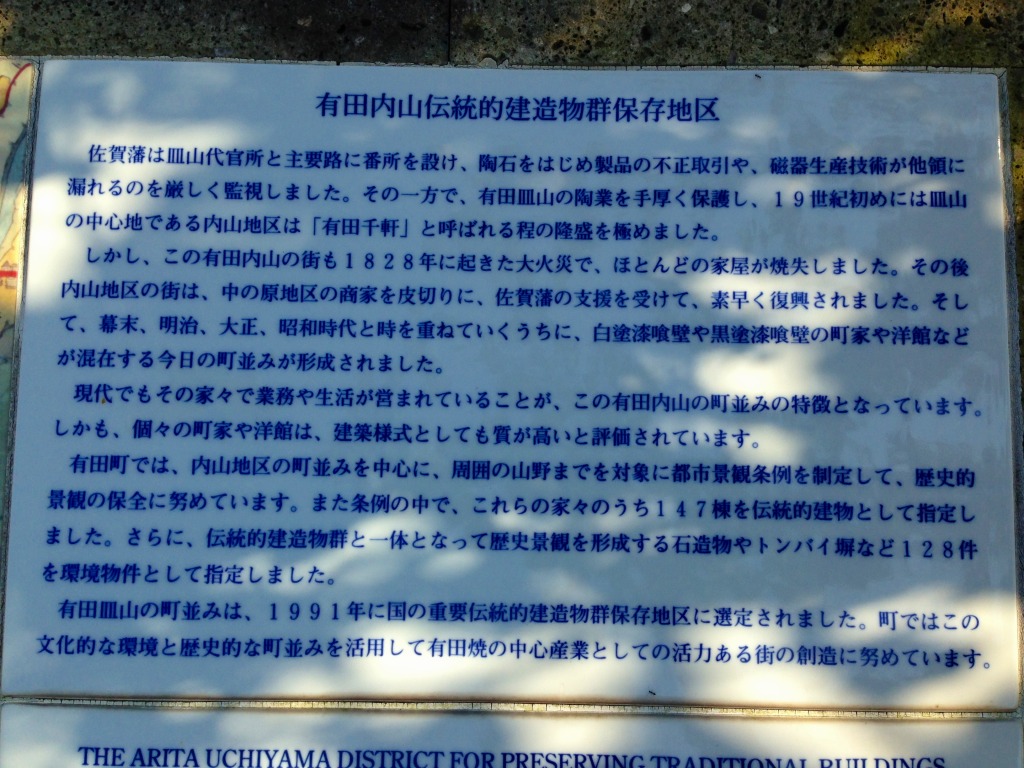 有田内山伝統的建造物群保存地区
佐賀藩は皿山代官所と主要路に番所を設け、陶石をはじめ製品の不正取引や、磁器生産技術が他領に
漏れるのを厳しく監視しました。その一方で、有田皿山の陶業を手厚く保護し、19世紀初めには皿山
の中心地である内山地区は「有田千軒」と呼ばれる程の隆盛を極めました。
しかし、この有田内山の街も1828年に起きた大火災で、ほとんどの家屋が焼失しました。その後
内山地区の街は、中の原地区の商家を皮切りに、佐賀藩の支援を受けて、素早く復興されました。そし
て、幕末、明治、大正、昭和時代と時を重ねていくうちに、白塗漆喰壁や黒塗漆喰壁の町家や洋館など
が混在する今日の町並みが形成されました。
現代でもその家々で業務や生活が営まれていることが、この有田内山の町並みの特徴となっています。
しかも、個々の町家や洋館は、建築様式としても質が高いと評価されています。
有田町では、内山地区の町並みを中心に、周囲の山野までを対象に都市景観条例を制定して、歴史的
景観の保全に努めています。また条例の中で、これらの家々のうち147棟を伝統的建物として指定し
ました。さらに、伝統的建造物群と一体となって歴史景観を形成する石造物やトンバイ塀など128件
を環境物件として指定しました。
有田皿山の町並みは、1991年に国の重要伝統的建造物群保存地区に選定されました。町ではこの
文化的な環境と歴史的な町並みを活用して有田焼の中心産業としての活力ある街の創造に努めています。
THE ARITA UCHIYAMA DISTRICT FOR PRESERVING TRADITIONAL BUILDINGS